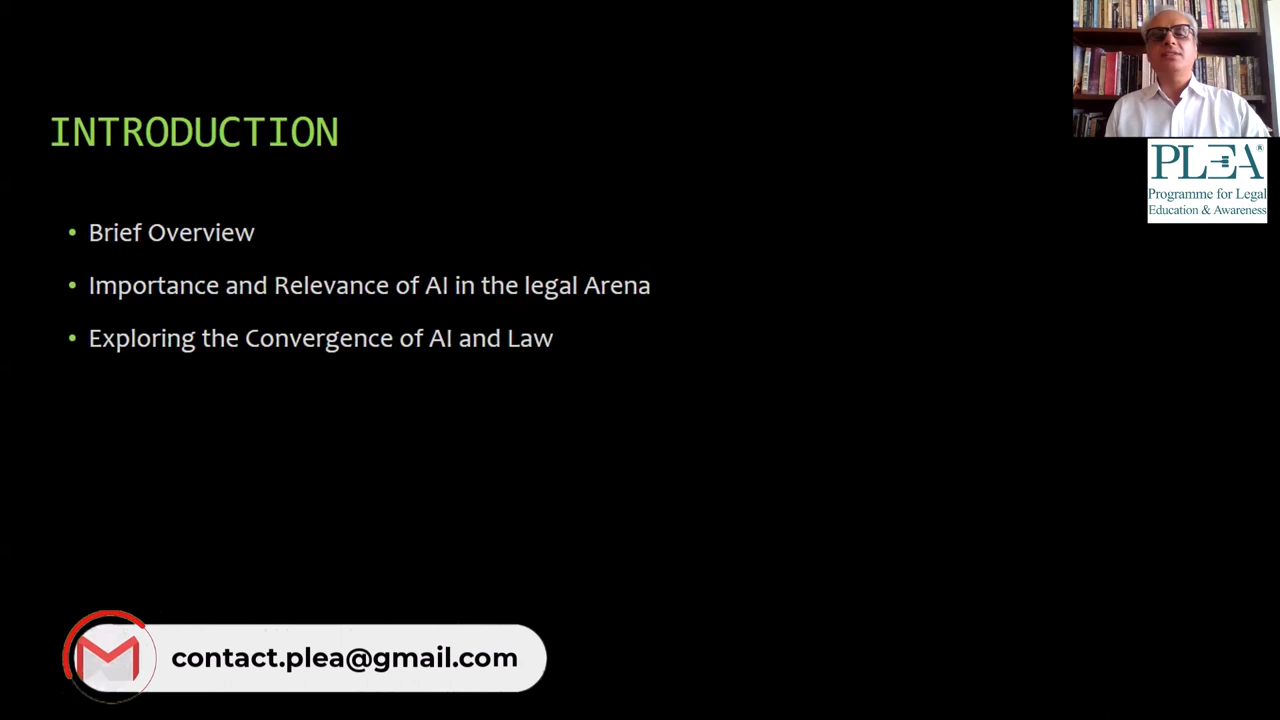 INTRODUCTION
• Brief Overview
• Importance and Relevance of AI in the legal Arena
• Exploring the Convergence of AI and Law
PLEA®
Programme for Legal
Education & Awareness
contact.plea@gmail.com